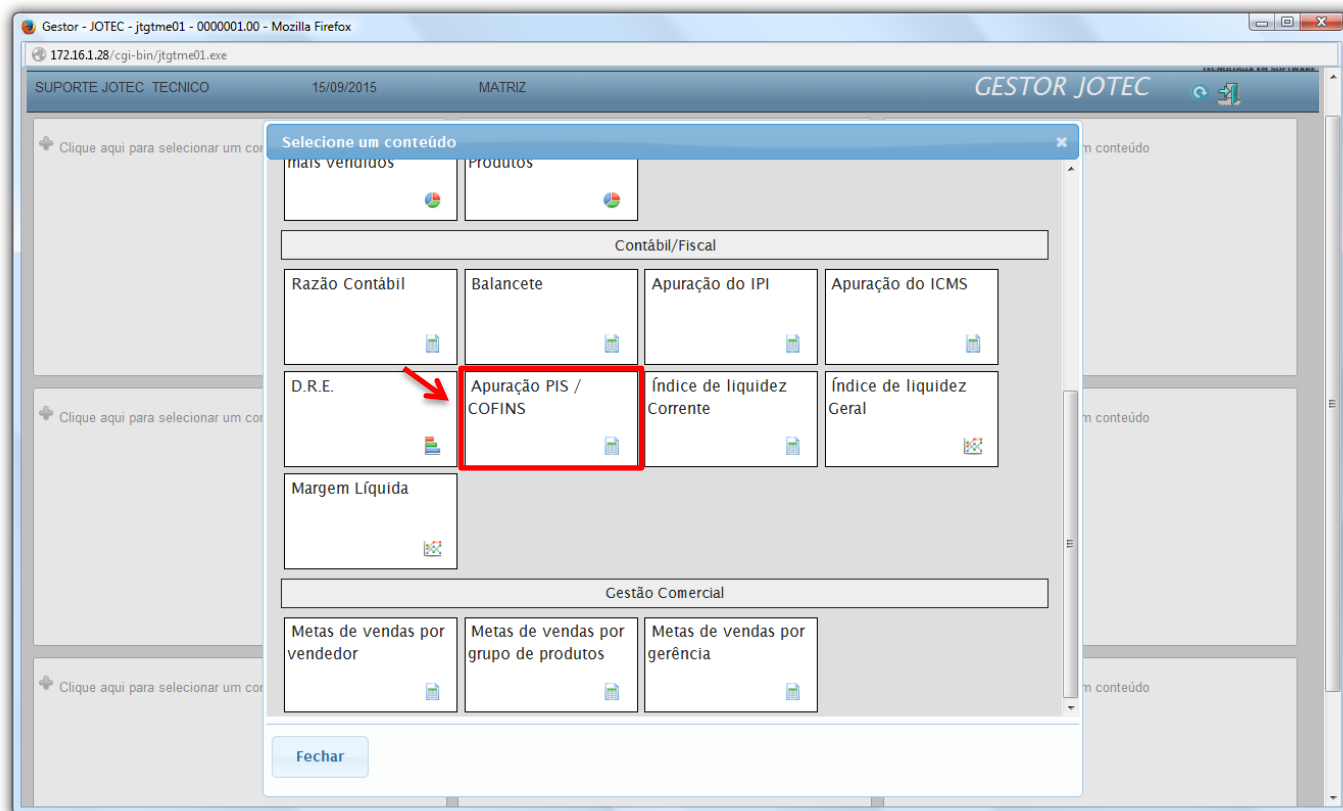 Gestor - JOTEC - jtgtme01 - 0000001.00 - Mozilla Firefox
172.16.1.28/cgi-bin/jtgtme01.exe
TECNOLOGIA EM SOFTWARE
SUPORTE JOTEC TECNICO 15/09/2015 MATRIZ GESTOR JOTEC
Clique aqui para selecionar um con
m conteúdo
Selecione um conteúdo
mais vendidos
Produtos
Contábil/Fiscal
Razão Contábil
Balancete
Apuração do IPI
Apuração do ICMS
D.R.E.
Apuração PIS /
COFINS
Índice de liquidez
Corrente
Índice de liquidez
Geral
Clique aqui para selecionar um con
m conteúdo
Margem Líquida
Gestão Comercial
Metas de vendas por
vendedor
Metas de vendas por
grupo de produtos
Metas de vendas por
gerência
Clique aqui para selecionar um con
m conteúdo
Fechar